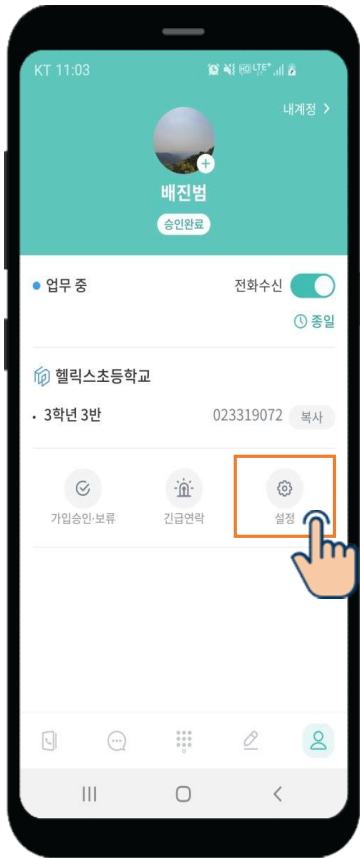 KT 11:03 LTE+
내계정 >
배진범
승인완료
업무 중 전화수신
종일
헬릭스초등학교
· 3학년 3반 023319072 복사
가입승인·보류 긴급연락 설정